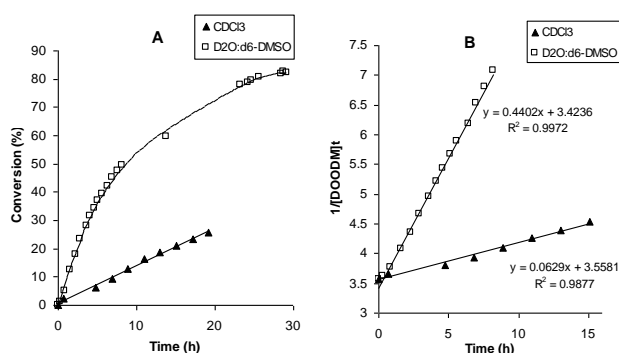 A
CDCl3
D2O:d6-DMSO
Conversion (%)
90
80
70
60
50
40
30
20
10
0
0
10
20
30
Time (h)
B
CDCl3
D2O:d6-DMSO
1/[DOODM]t
7.5
7
6.5
6
5.5
5
4.5
4
3.5
3
y = 0.4402x + 3.4236
R2 = 0.9972
y = 0.0629x + 3.5581
R2 = 0.9877
0
5
10
15
Time (h)